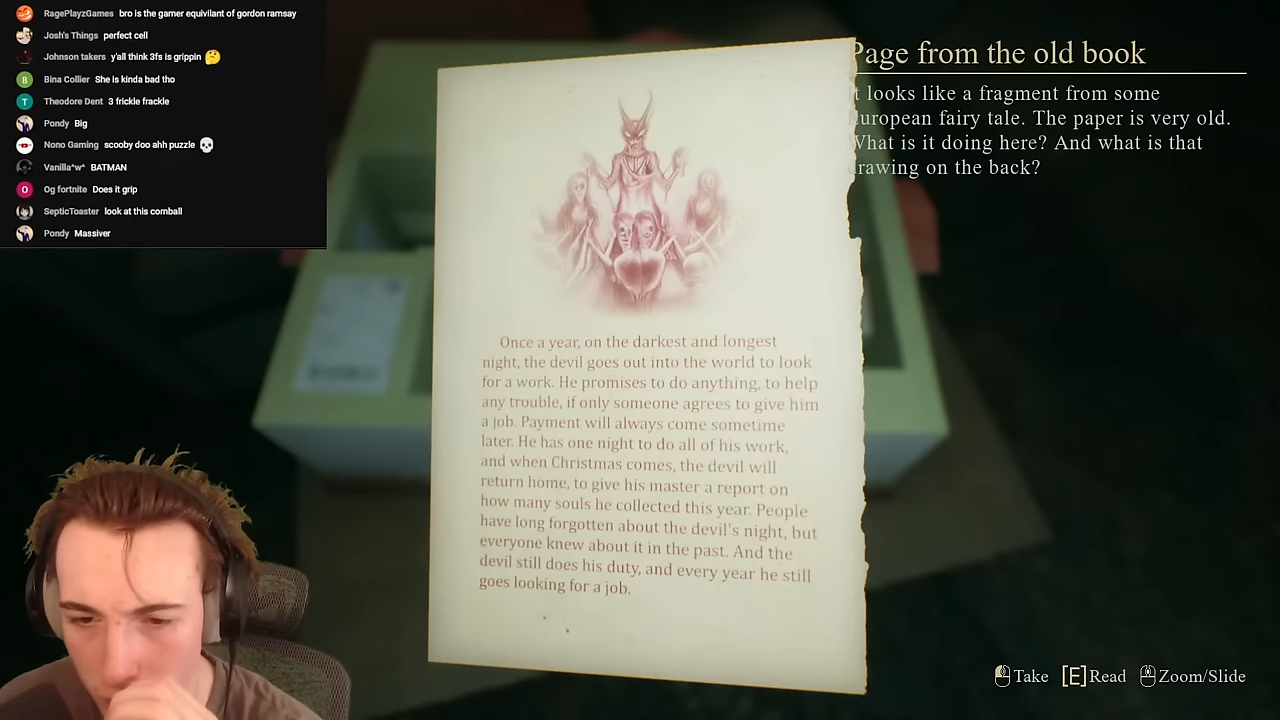 RagePlayzGames bro is the gamer equivilant of gordon ramsay
Josh's Things perfect cell
Johnson takers y'all think 3fs is grippin
B Bina Collier She is kinda bad tho
T Theodore Dent 3 frickle frackle
Pondy Big
Nono Gaming scooby doo ahh puzzle
Vanilla^w^ BATMAN
O Og fortnite Does it grip
SepticToaster look at this cornball
Pondy Massiver
Page from the old book
It looks like a fragment from some
European fairy tale. The paper is very old.
What is it doing here? And what is that
drawing on the back?
Once a year, on the darkest and longest
night, the devil goes out into the world to look
for a work. He promises to do anything, to help
any trouble, if only someone agrees to give him
a job. Payment will always come sometime
later. He has one night to do all of his work,
and when Christmas comes, the devil will
return home, to give his master a report on
how many souls he collected this year. People
have long forgotten about the devil's night, but
everyone knew about it in the past. And the
devil still does his duty, and every year he still
goes looking for a job.
Take [E]Read Zoom/Slide